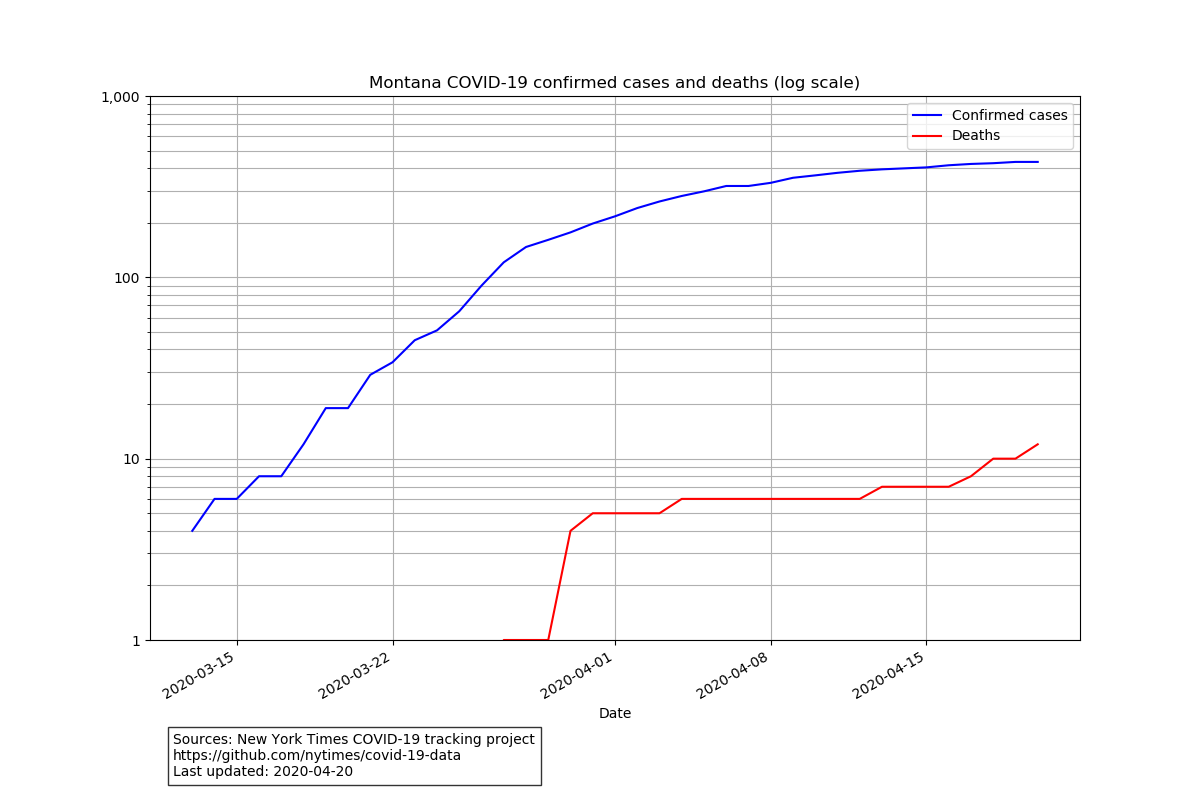 Montana COVID-19 confirmed cases and deaths (log scale)
1,000
100
10
1
Confirmed cases
Deaths
2020-03-15
2020-03-22
2020-04-01
2020-04-08
2020-04-15
Date
Sources: New York Times COVID-19 tracking project
https://github.com/nytimes/covid-19-data
Last updated: 2020-04-20